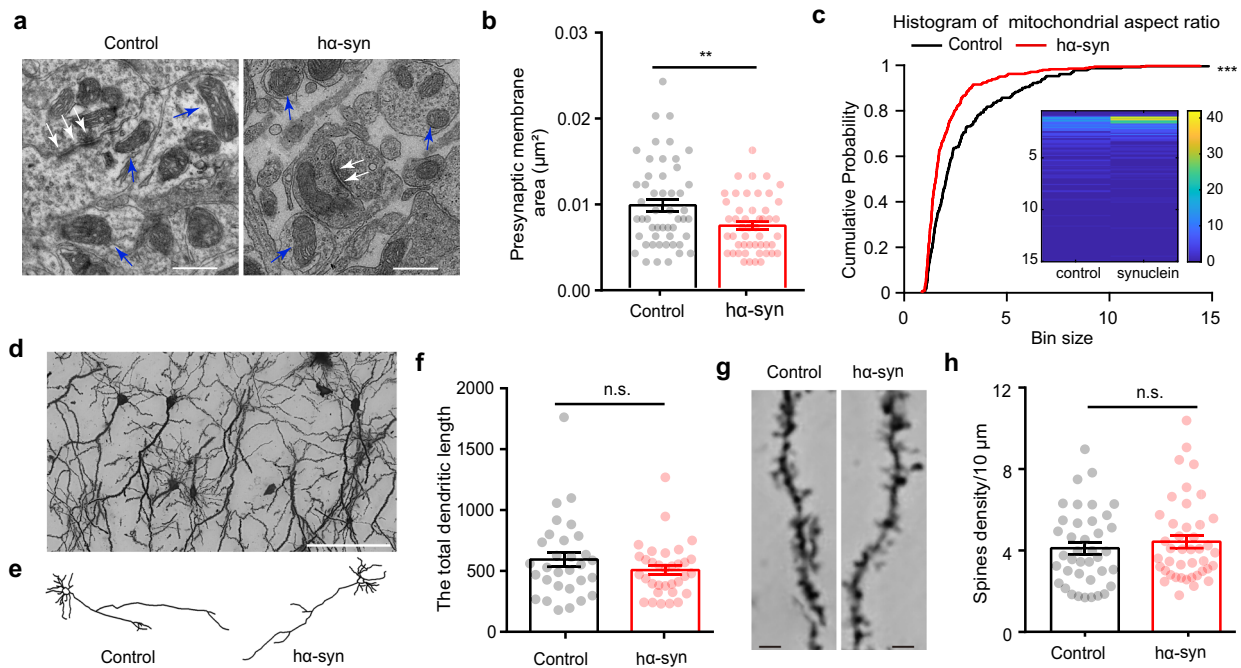 a
Control
hα-syn
b
0.03
0.02
0.01
0.00
Presynaptic membrane
area (µm²)
**
Control
hα-syn
c
Histogram of mitochondrial aspect ratio
Control
hα-syn
***
1
0.8
0.6
0.4
0.2
0
Cumulative Probability
0
5
10
15
Bin size
5
10
15
control
synuclein
40
30
20
10
0
d
e
Control
hα-syn
f
2000
1500
1000
500
0
The total dendritic length
n.s.
Control
hα-syn
g
Control
hα-syn
h
12
8
4
0
Spines density/10 µm
n.s.
Control
hα-syn